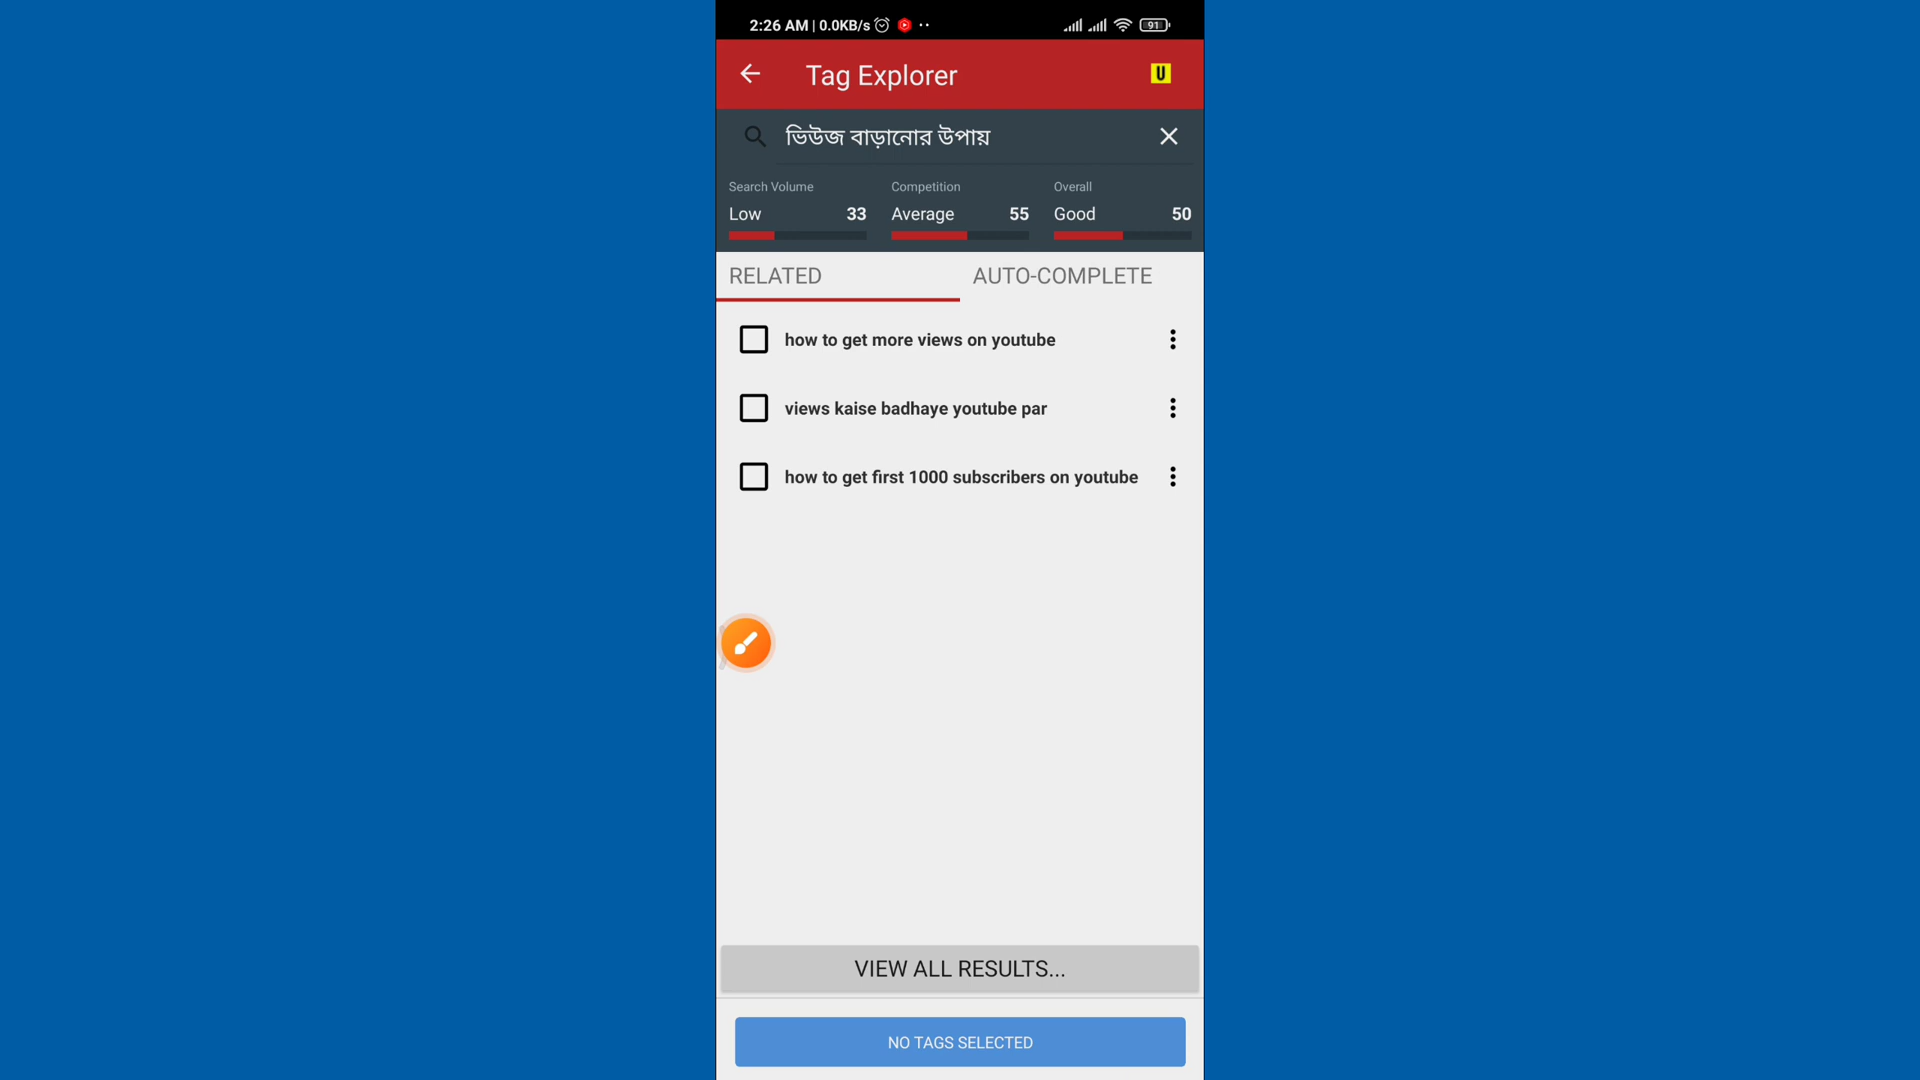 2:26 AM | 0.0KB/s
91
Tag Explorer
U
ভিউজ বাড়ানোর উপায়
Search Volume Competition Overall
Low 33 Average 55 Good 50
RELATED AUTO-COMPLETE
how to get more views on youtube
views kaise badhaye youtube par
how to get first 1000 subscribers on youtube
VIEW ALL RESULTS...
NO TAGS SELECTED